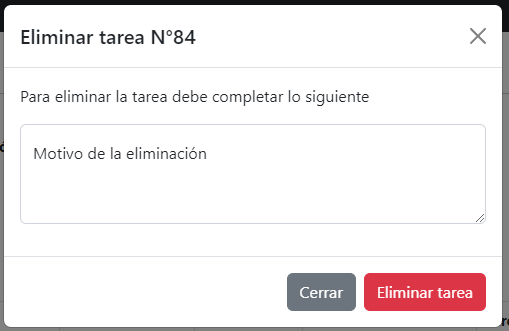 Eliminar tarea N°84
Para eliminar la tarea debe completar lo siguiente
Motivo de la eliminación
Cerrar
Eliminar tarea